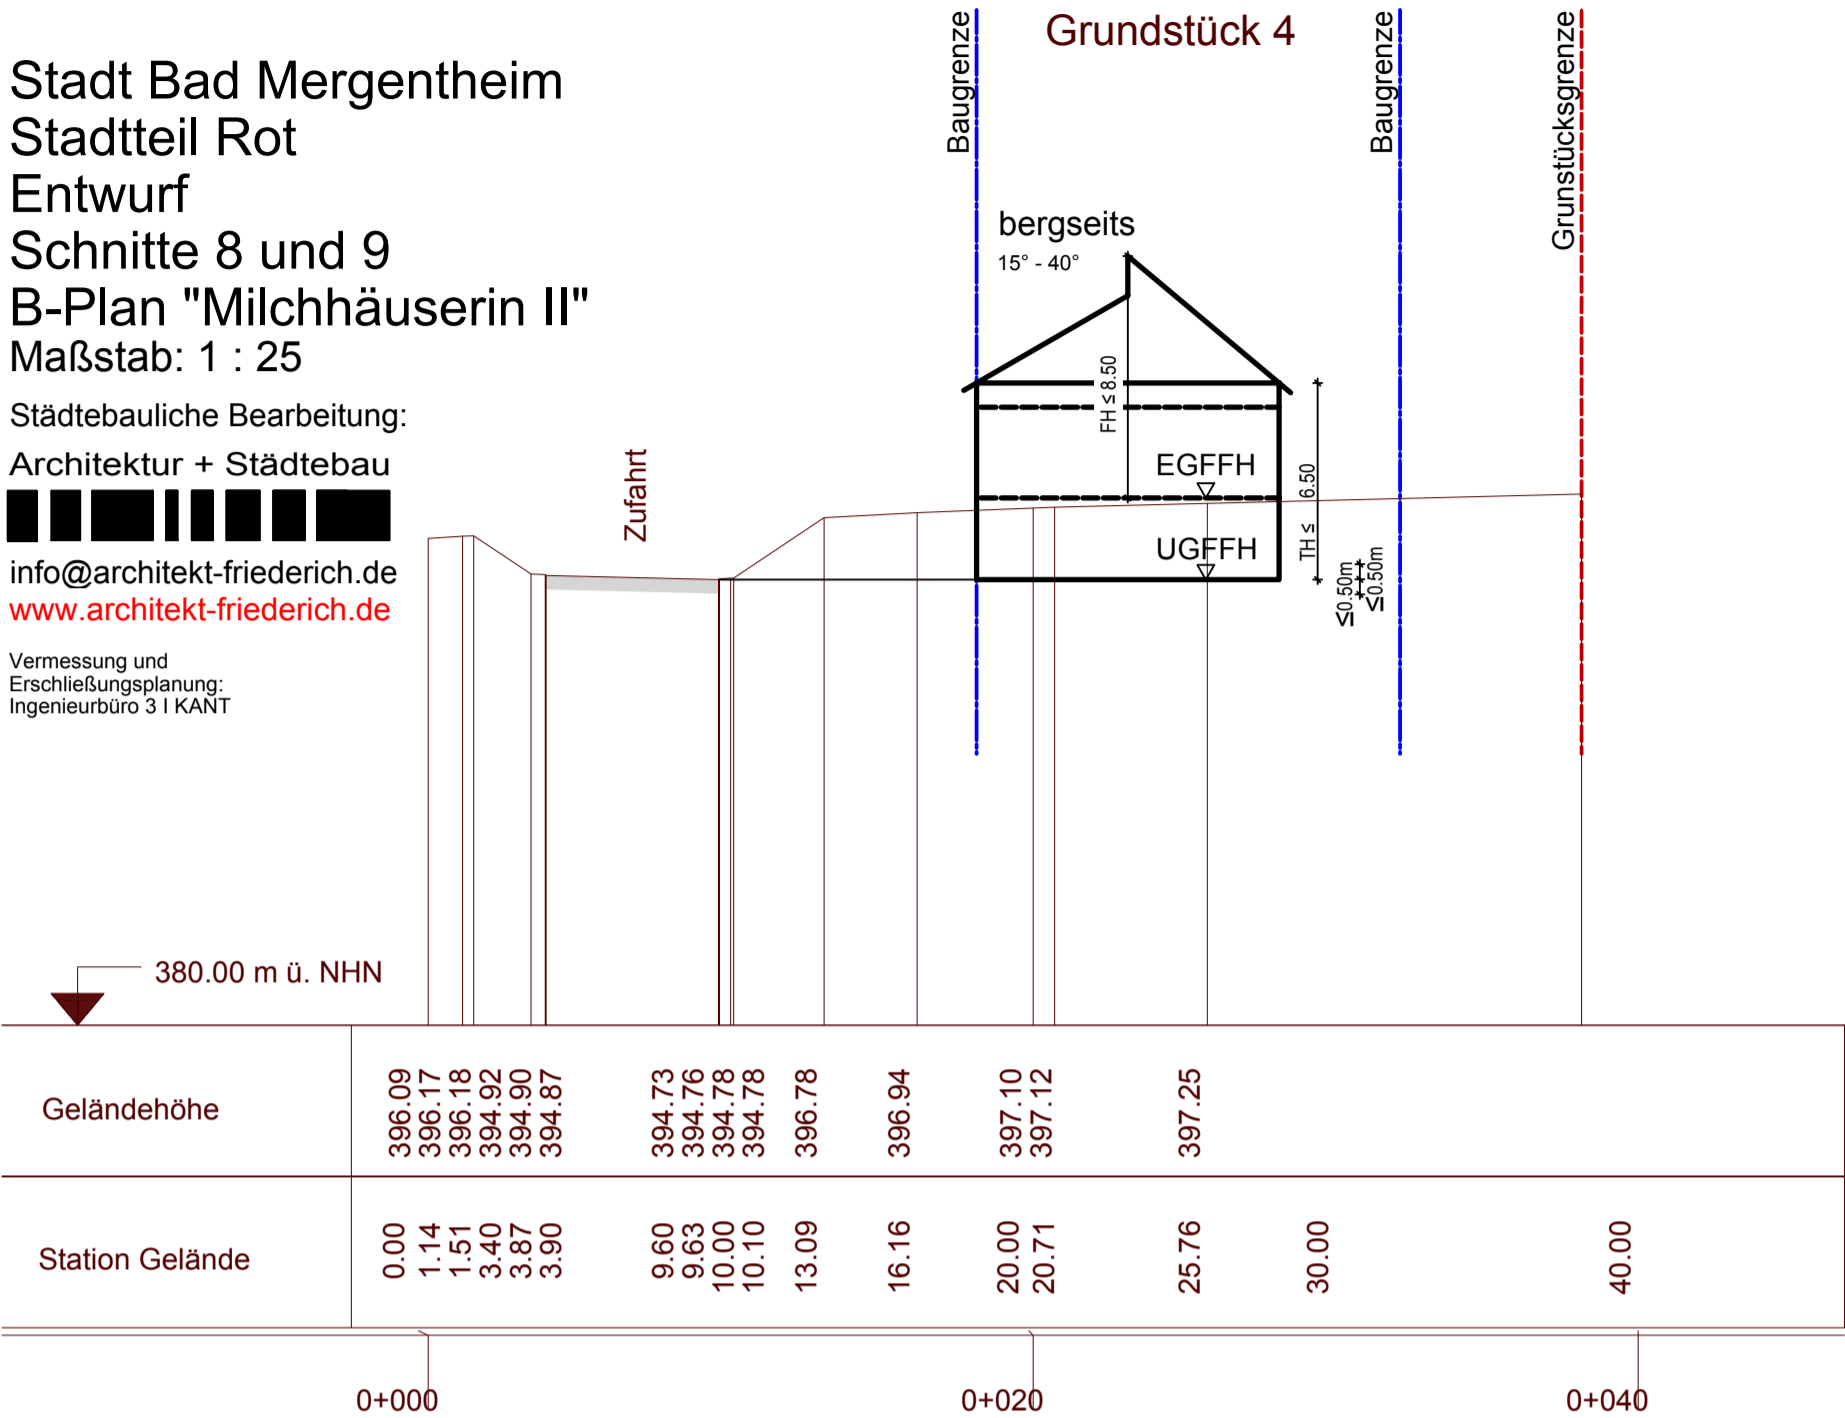 Stadt Bad Mergentheim
Stadtteil Rot
Entwurf
Schnitte 8 und 9
B-Plan "Milchhäuserin II"
Maßstab: 1 : 25
Städtebauliche Bearbeitung:
Architektur + Städtebau
info@architekt-friederich.de
www.architekt-friederich.de
Vermessung und
Erschließungsplanung:
Ingenieurbüro 3 I KANT
Grundstück 4
Baugrenze
Baugrenze
Grunstücksgrenze
bergseits
15° - 40°
FH ≤ 8.50
EGFFH
UGFFH
TH ≤ 6.50
≤0.50m
≤0.50m
Zufahrt
380.00 m ü. NHN
Geländehöhe
396.09
396.17
396.18
394.92
394.90
394.87
394.73
394.76
394.78
394.78
396.78
396.94
397.10
397.12
397.25
Station Gelände
0.00
1.14
1.51
3.40
3.87
3.90
9.60
9.63
10.00
10.10
13.09
16.16
20.00
20.71
25.76
30.00
40.00
0+000
0+020
0+040